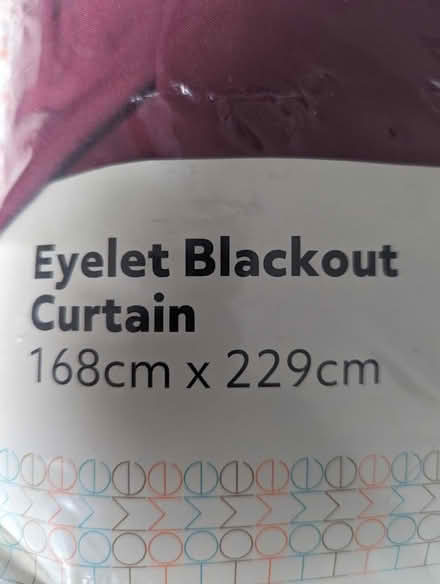 Eyelet Blackout
Curtain
168cm x 229cm